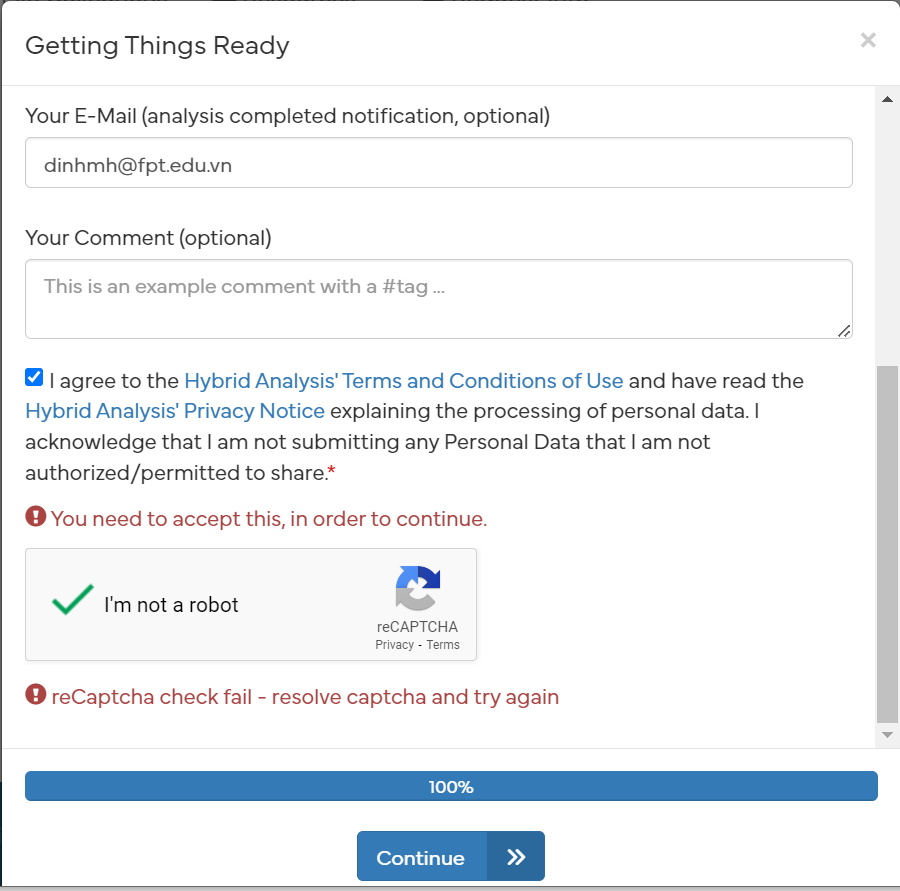 Getting Things Ready
×
Your E-Mail (analysis completed notification, optional)
dinhmh@fpt.edu.vn
Your Comment (optional)
This is an example comment with a #tag ...
I agree to the Hybrid Analysis' Terms and Conditions of Use and have read the
Hybrid Analysis' Privacy Notice explaining the processing of personal data. I
acknowledge that I am not submitting any Personal Data that I am not
authorized/permitted to share.*
You need to accept this, in order to continue.
I'm not a robot
reCAPTCHA
Privacy - Terms
reCaptcha check fail - resolve captcha and try again
100%
Continue »